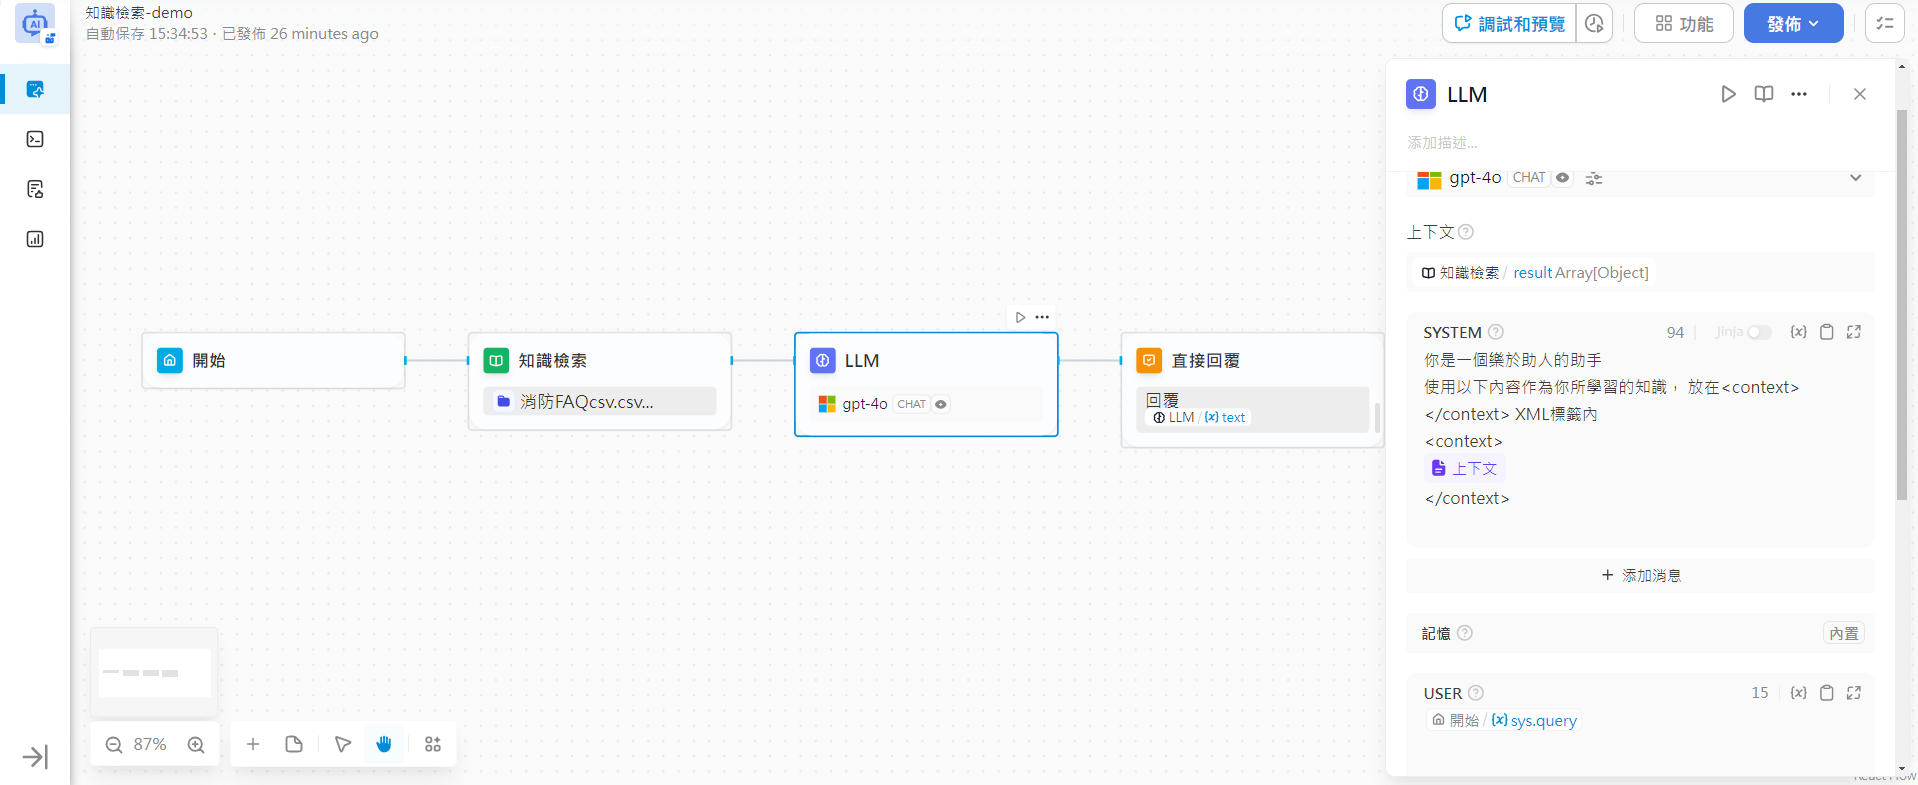 知識檢索-demo
自動保存 15:34:53 · 已發佈 26 minutes ago
調試和預覽
功能
發佈
LLM
添加描述...
gpt-4o CHAT
上下文
知識檢索 / result Array[Object]
SYSTEM 94 Jinja {x}
你是一個樂於助人的助手
使用以下內容作為你所學習的知識， 放在<context>
</context> XML標籤內
<context>
上下文
</context>
+ 添加消息
記憶 內置
USER 15 {x}
開始 / {x} sys.query
開始
知識檢索
消防FAQcsv.csv...
LLM
gpt-4o CHAT
直接回覆
回覆
LLM / {x} text
87%
React Flow